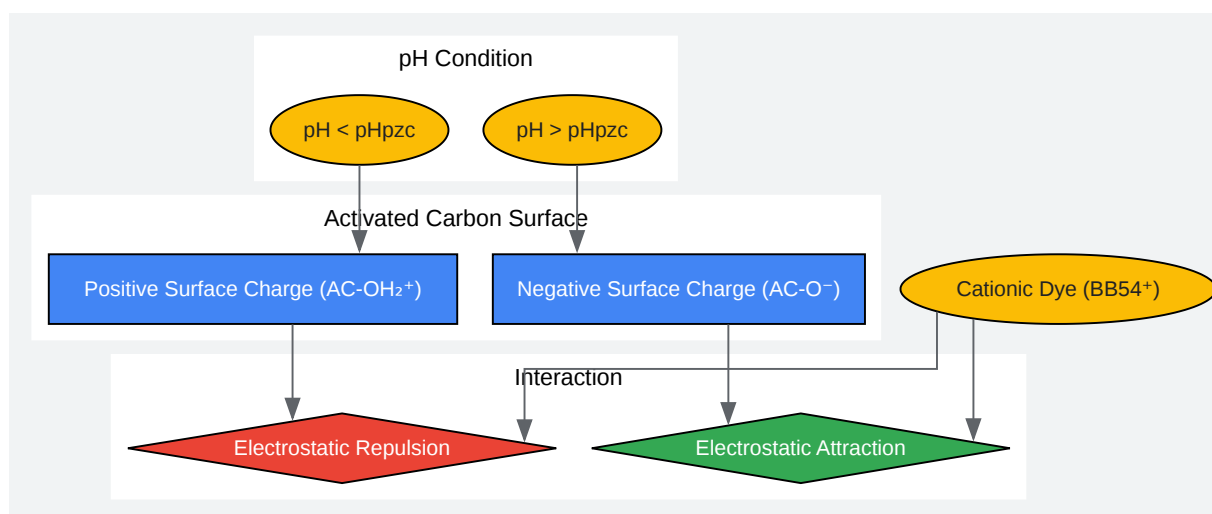 pH Condition
pH < pHpzc
pH > pHpzc
Activated Carbon Surface
Positive Surface Charge (AC-OH₂⁺)
Negative Surface Charge (AC-O⁻)
Cationic Dye (BB54⁺)
Interaction
Electrostatic Repulsion
Electrostatic Attraction